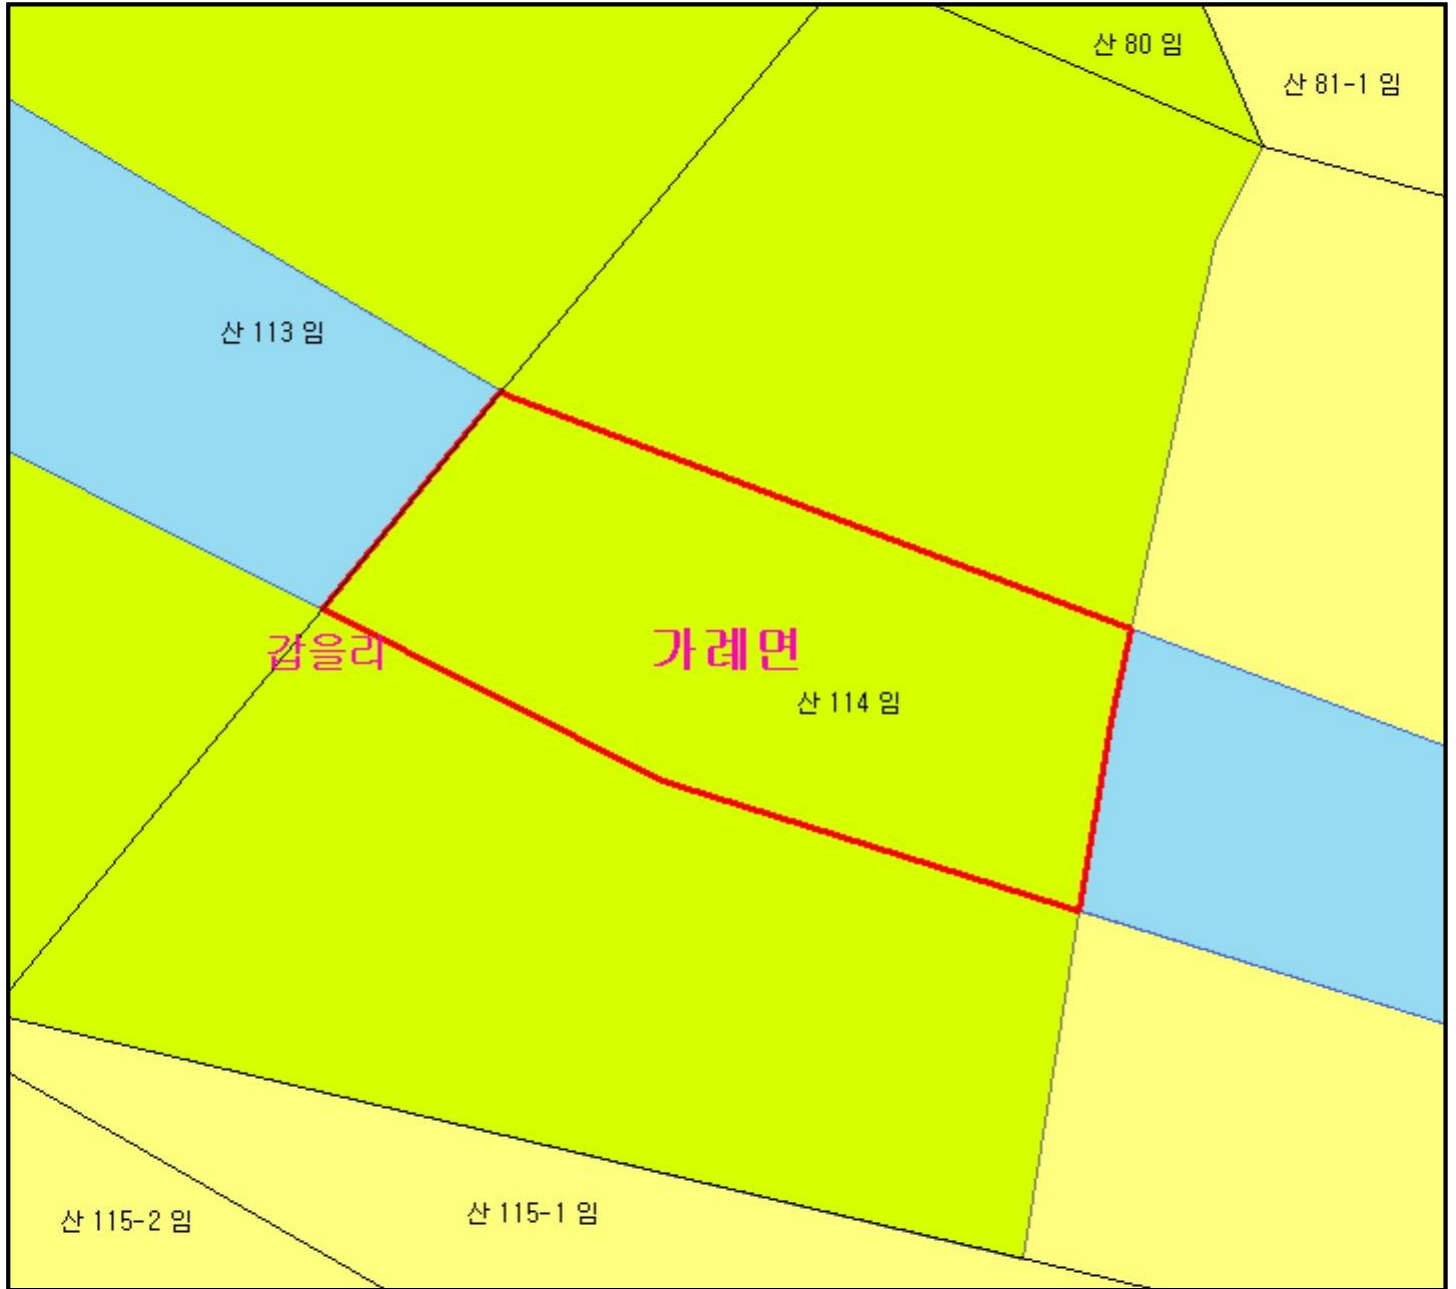 산 80 임
산 81-1 임
산 113 임
갑을리
가례면
산 114 임
산 115-2 임
산 115-1 임